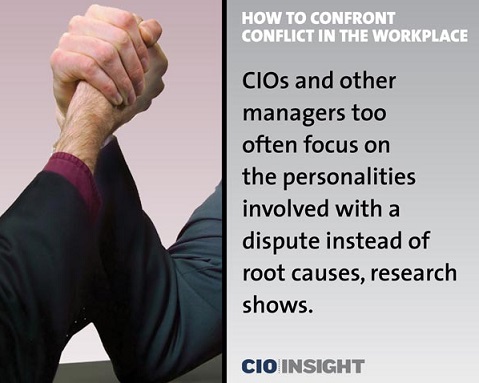 HOW TO CONFRONT
CONFLICT IN THE WORKPLACE
CIOs and other
managers too
often focus on
the personalities
involved with a
dispute instead of
root causes, research
shows.
CIO INSIGHT